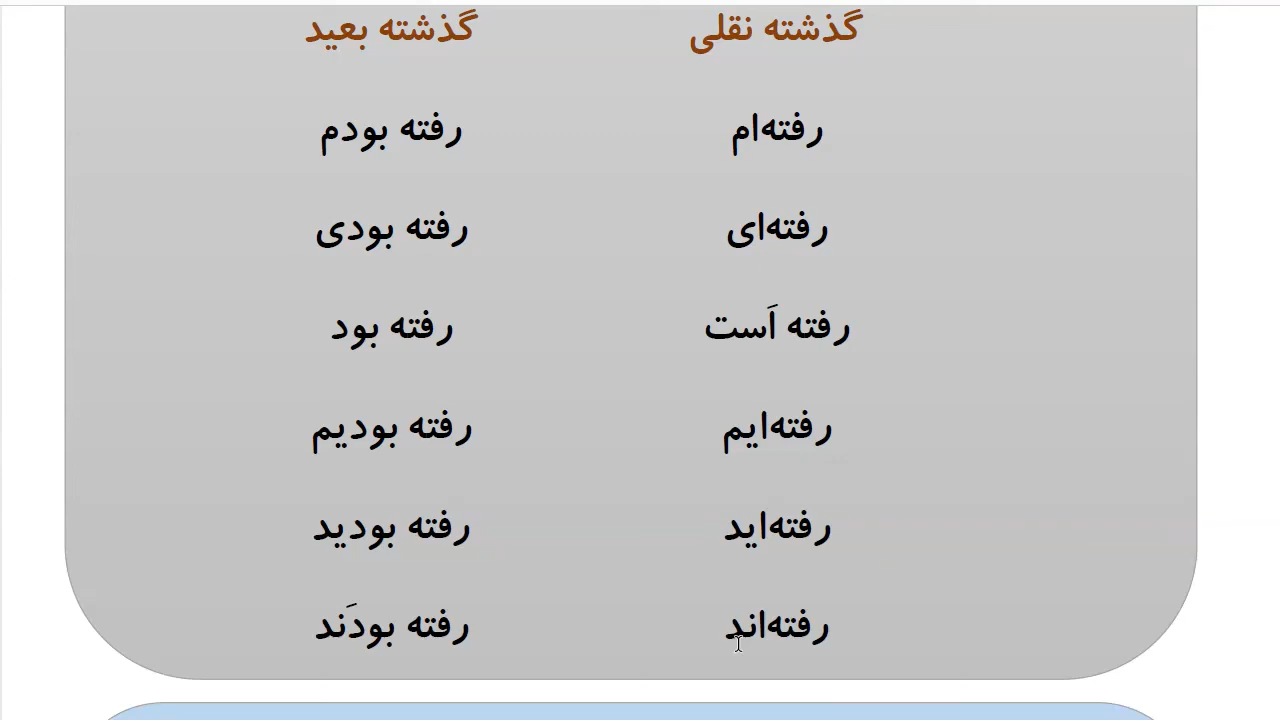 گذشته نقلی گذشته بعید
رفته‌ام رفته بودم
رفته‌ای رفته بودی
رفته اَست رفته بود
رفته‌ایم رفته بودیم
رفته‌اید رفته بودید
رفته‌اند رفته بودَند